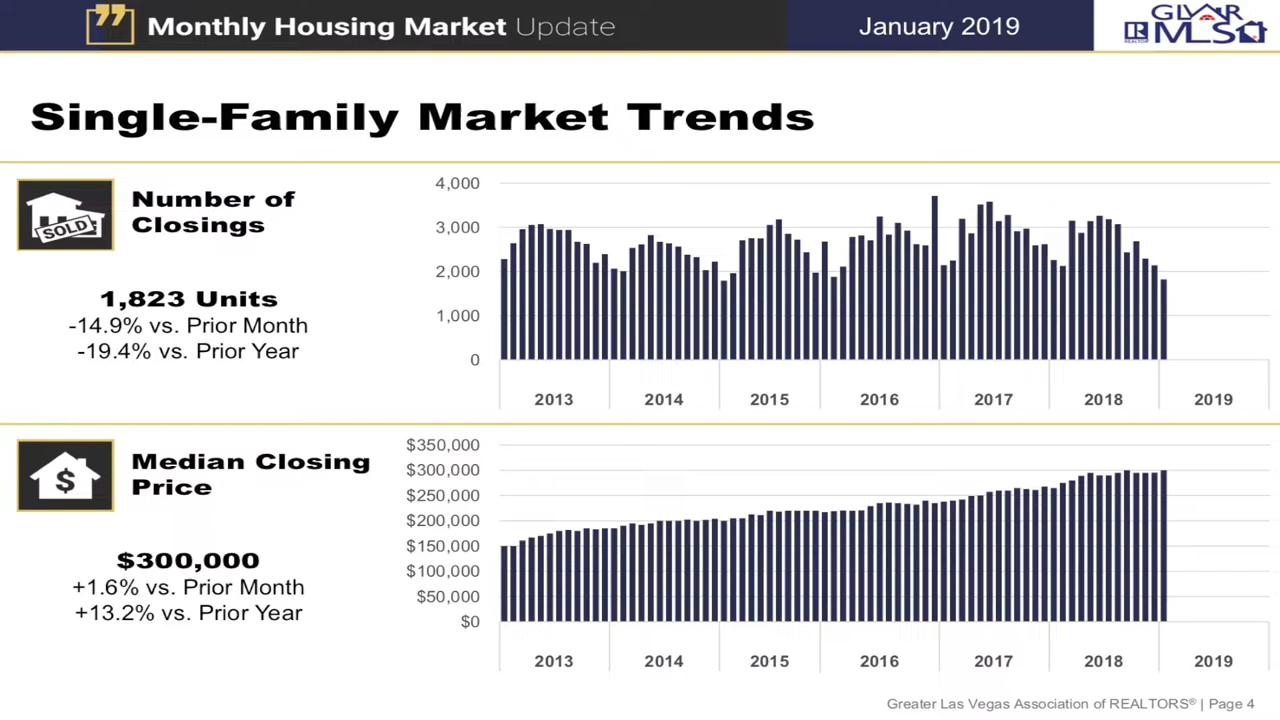 Monthly Housing Market Update
January 2019
GLVAR
REALTOR
MLS
Single-Family Market Trends
SOLD
Number of
Closings
1,823 Units
-14.9% vs. Prior Month
-19.4% vs. Prior Year
4,000
3,000
2,000
1,000
0
2013 2014 2015 2016 2017 2018 2019
$
Median Closing
Price
$300,000
+1.6% vs. Prior Month
+13.2% vs. Prior Year
$350,000
$300,000
$250,000
$200,000
$150,000
$100,000
$50,000
$0
2013 2014 2015 2016 2017 2018 2019
Greater Las Vegas Association of REALTORS® | Page 4